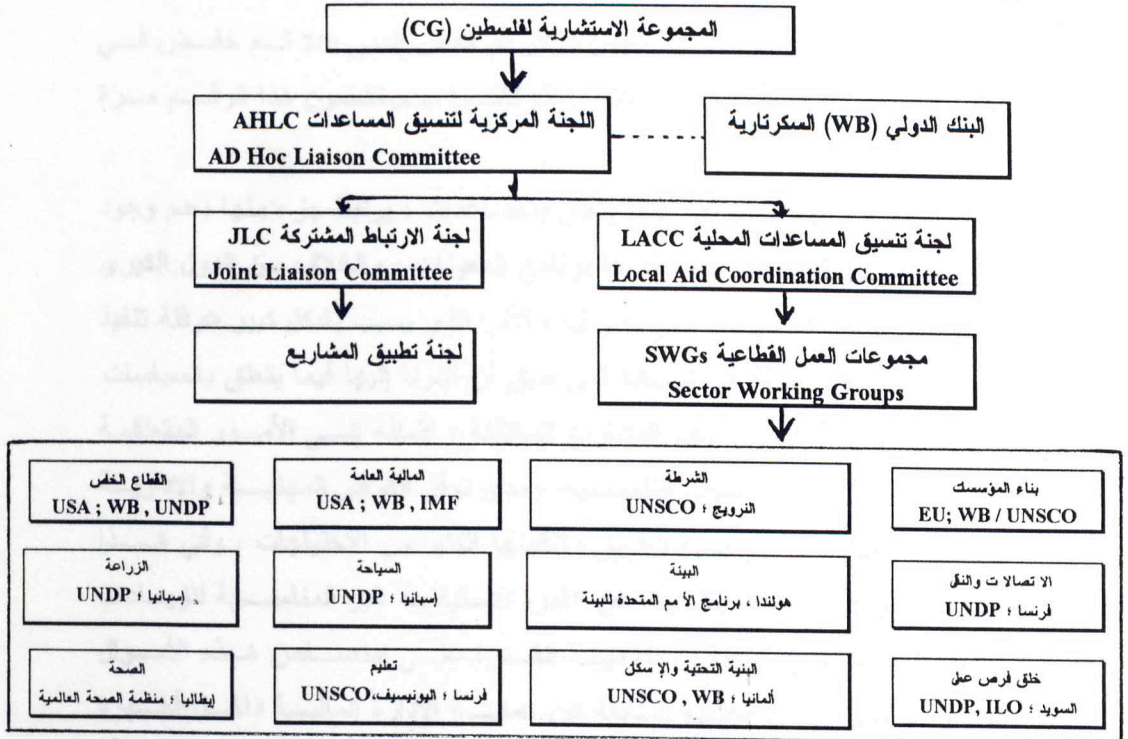 المجموعة الاستشارية لفلسطين (CG)
اللجنة المركزية لتنسيق المساعدات AHLC
AD Hoc Liaison Committee
البنك الدولي (WB) السكرتارية
لجنة تنسيق المساعدات المحلية LACC
Local Aid Coordination Committee
لجنة الارتباط المشتركة JLC
Joint Liaison Committee
مجموعات العمل القطاعية SWGs
Sector Working Groups
لجنة تطبيق المشاريع
بناء المؤسست
EU; WB / UNSCO
الشرطة
النرويج ؛ UNSCO
المالية العامة
USA ; WB , IMF
القطاع الخاص
USA ; WB , UNDP
الاتصالات والنقل
فرنسا ؛ UNDP
البيئة
هولندا ، برنامج الأمم المتحدة للبيئة
السياحة
إسبانيا ؛ UNDP
الزراعة
إسبانيا ؛ UNDP
خلق فرص عمل
السويد ؛ UNDP, ILO
البنية التحتية والإسكان
ألمانيا ؛ UNSCO , WB
تعليم
فرنسا ؛ اليونيسيف، UNSCO
الصحة
إيطاليا ؛ منظمة الصحة العالمية